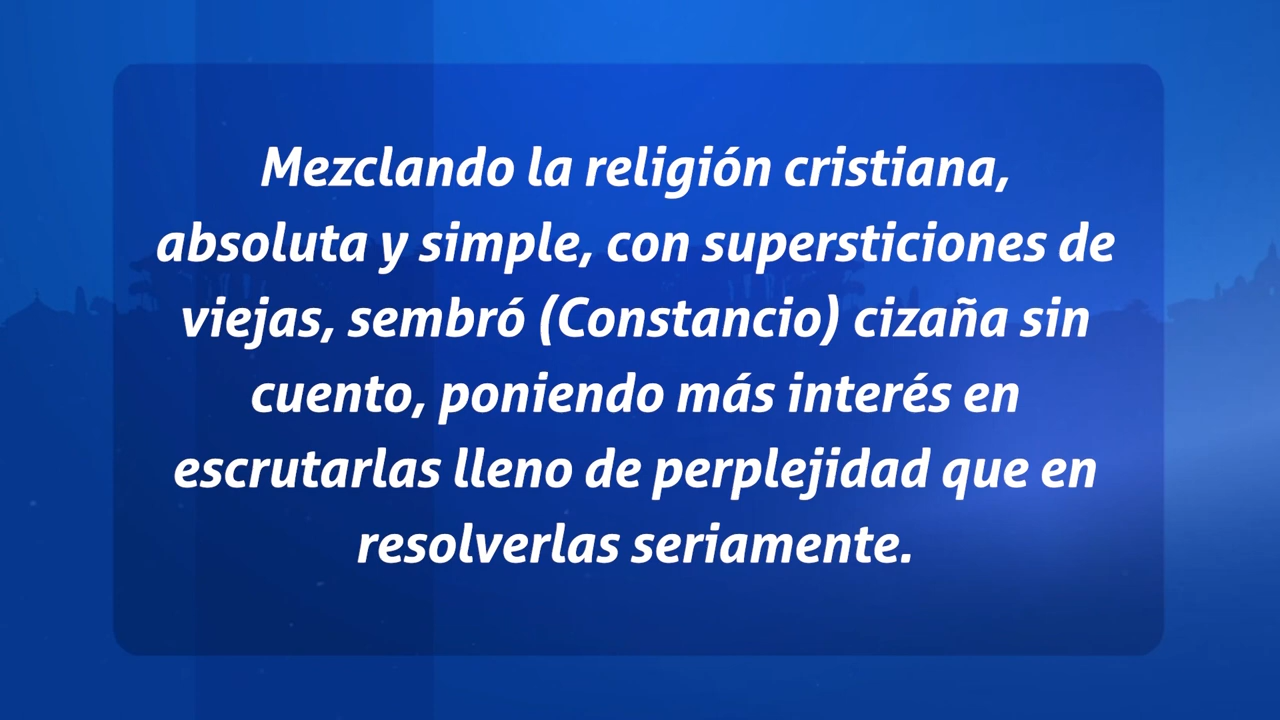 Mezclando la religión cristiana,
absoluta y simple, con supersticiones de
viejas, sembró (Constancio) cizaña sin
cuento, poniendo más interés en
escrutarlas lleno de perplejidad que en
resolverlas seriamente.